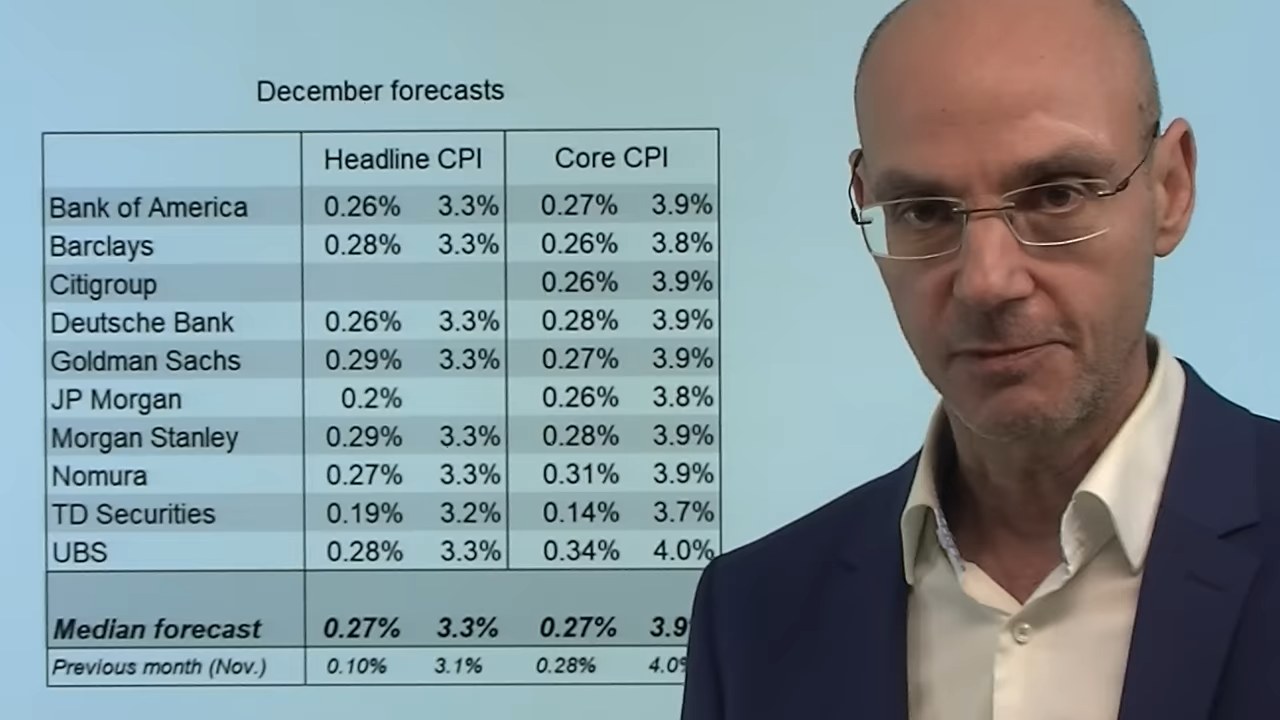 December forecasts
Headline CPI Core CPI
Bank of America 0.26% 3.3% 0.27% 3.9%
Barclays 0.28% 3.3% 0.26% 3.8%
Citigroup 0.26% 3.9%
Deutsche Bank 0.26% 3.3% 0.28% 3.9%
Goldman Sachs 0.29% 3.3% 0.27% 3.9%
JP Morgan 0.2% 0.26% 3.8%
Morgan Stanley 0.29% 3.3% 0.28% 3.9%
Nomura 0.27% 3.3% 0.31% 3.9%
TD Securities 0.19% 3.2% 0.14% 3.7%
UBS 0.28% 3.3% 0.34% 4.0%
Median forecast 0.27% 3.3% 0.27% 3.9
Previous month (Nov.) 0.10% 3.1% 0.28% 4.0%